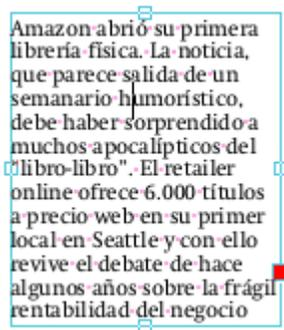 Amazon abrió su primera
librería física. La noticia,
que parece salida de un
semanario humorístico,
debe haber sorprendido a
muchos apocalípticos del
"libro-libro". El retailer
online ofrece 6.000 títulos
a precio web en su primer
local en Seattle y con ello
revive el debate de hace
algunos años sobre la frágil
rentabilidad del negocio